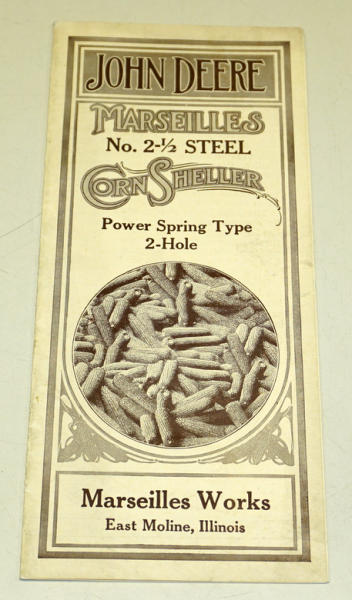 JOHN DEERE
MARSEILLES
No. 2-½ STEEL
CORN SHELLER
Power Spring Type
2-Hole
Marseilles Works
East Moline, Illinois